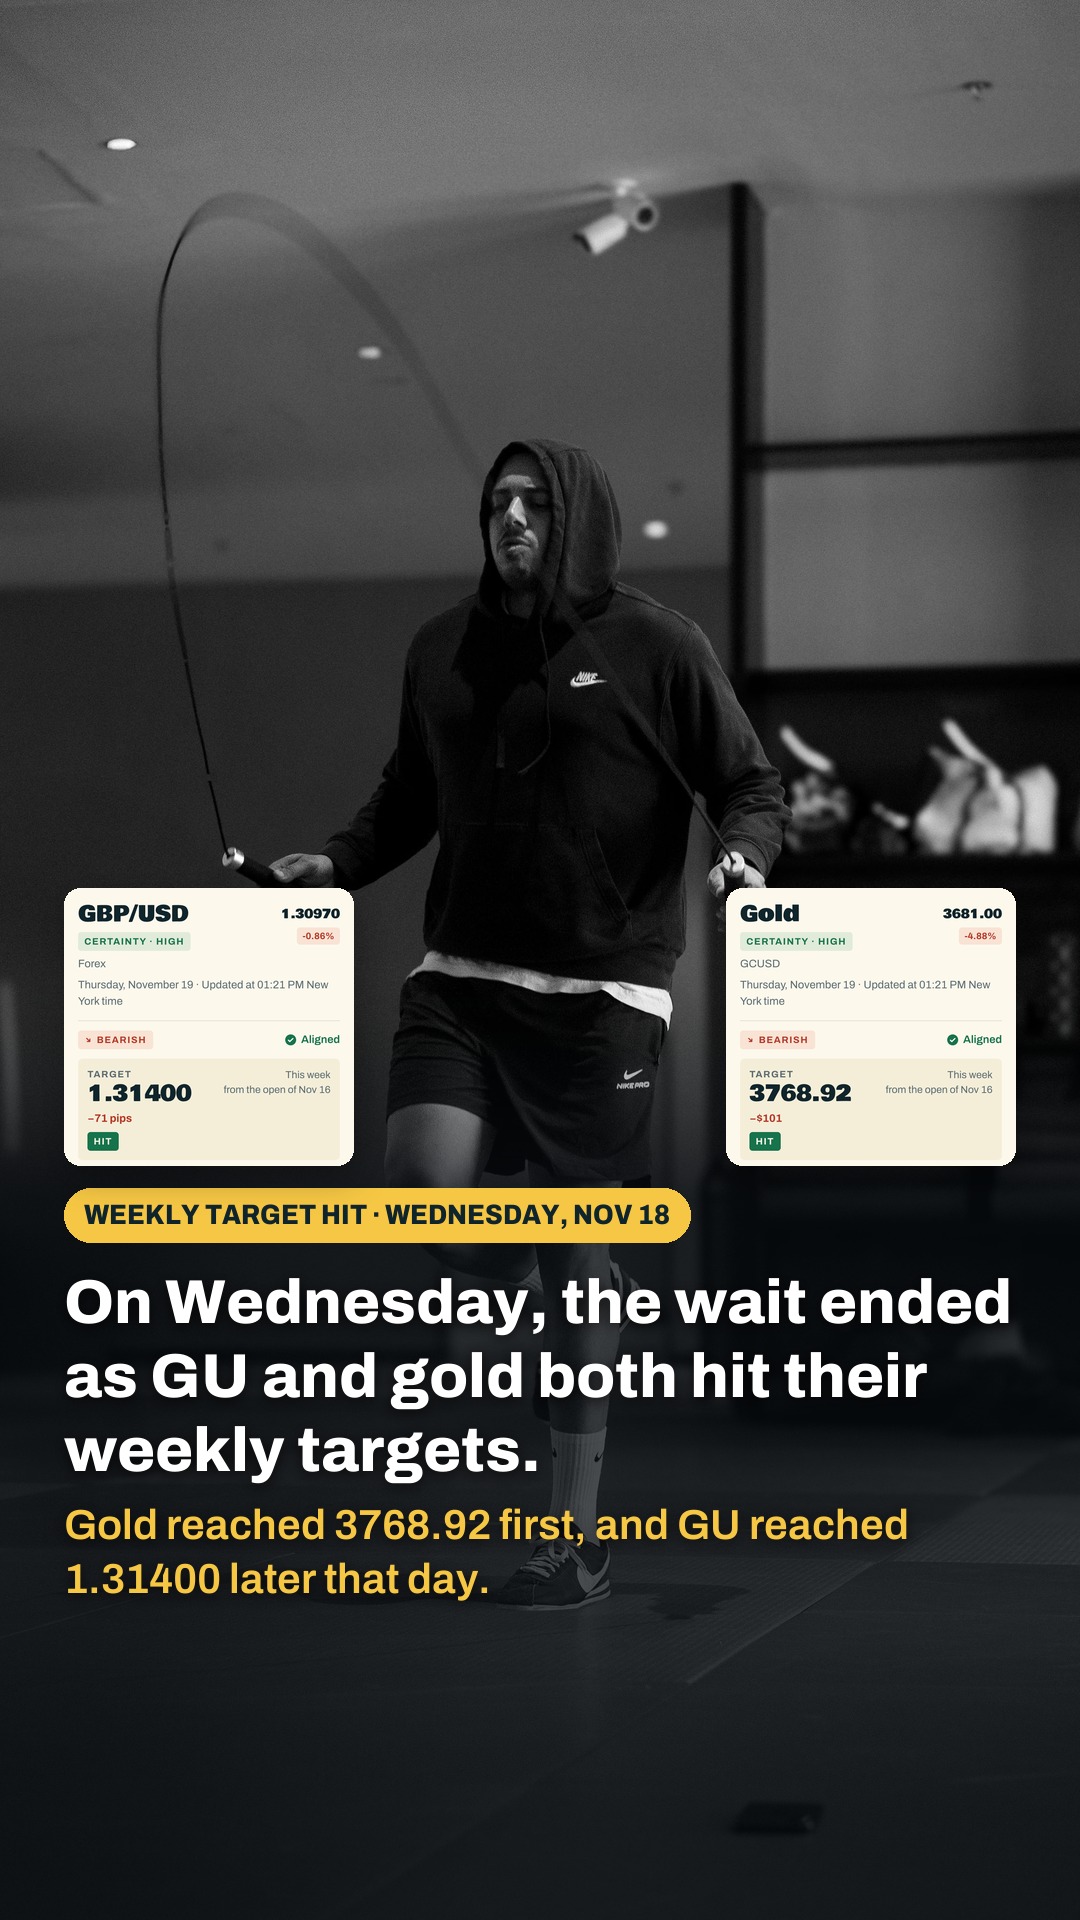 NIKE
GBP/USD
1.30970
CERTAINTY · HIGH
-0.86%
Forex
Thursday, November 19 · Updated at 01:21 PM New
York time
BEARISH
Aligned
TARGET
1.31400
This week
from the open of Nov 16
−71 pips
HIT
Gold
3681.00
CERTAINTY · HIGH
-4.88%
GCUSD
Thursday, November 19 · Updated at 01:21 PM New
York time
BEARISH
Aligned
TARGET
3768.92
This week
from the open of Nov 16
−$101
HIT
NIKE PRO
WEEKLY TARGET HIT · WEDNESDAY, NOV 18
On Wednesday, the wait ended
as GU and gold both hit their
weekly targets.
Gold reached 3768.92 first, and GU reached
1.31400 later that day.